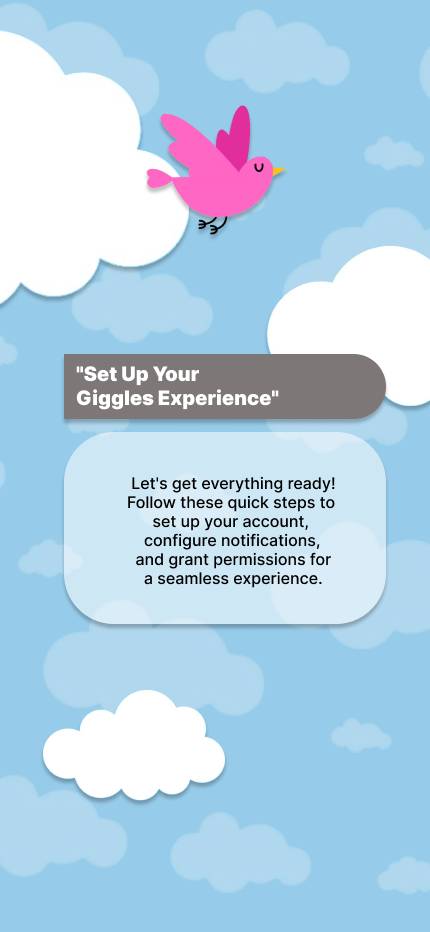 "Set Up Your
Giggles Experience"
Let's get everything ready!
Follow these quick steps to
set up your account,
configure notifications,
and grant permissions for
a seamless experience.